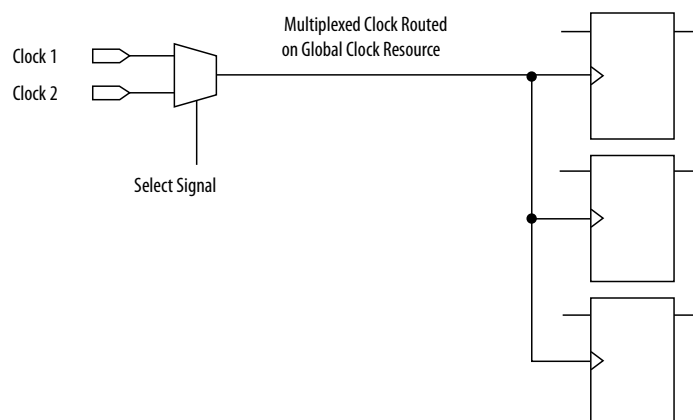 Multiplexed Clock Routed
on Global Clock Resource
Clock 1
Clock 2
Select Signal